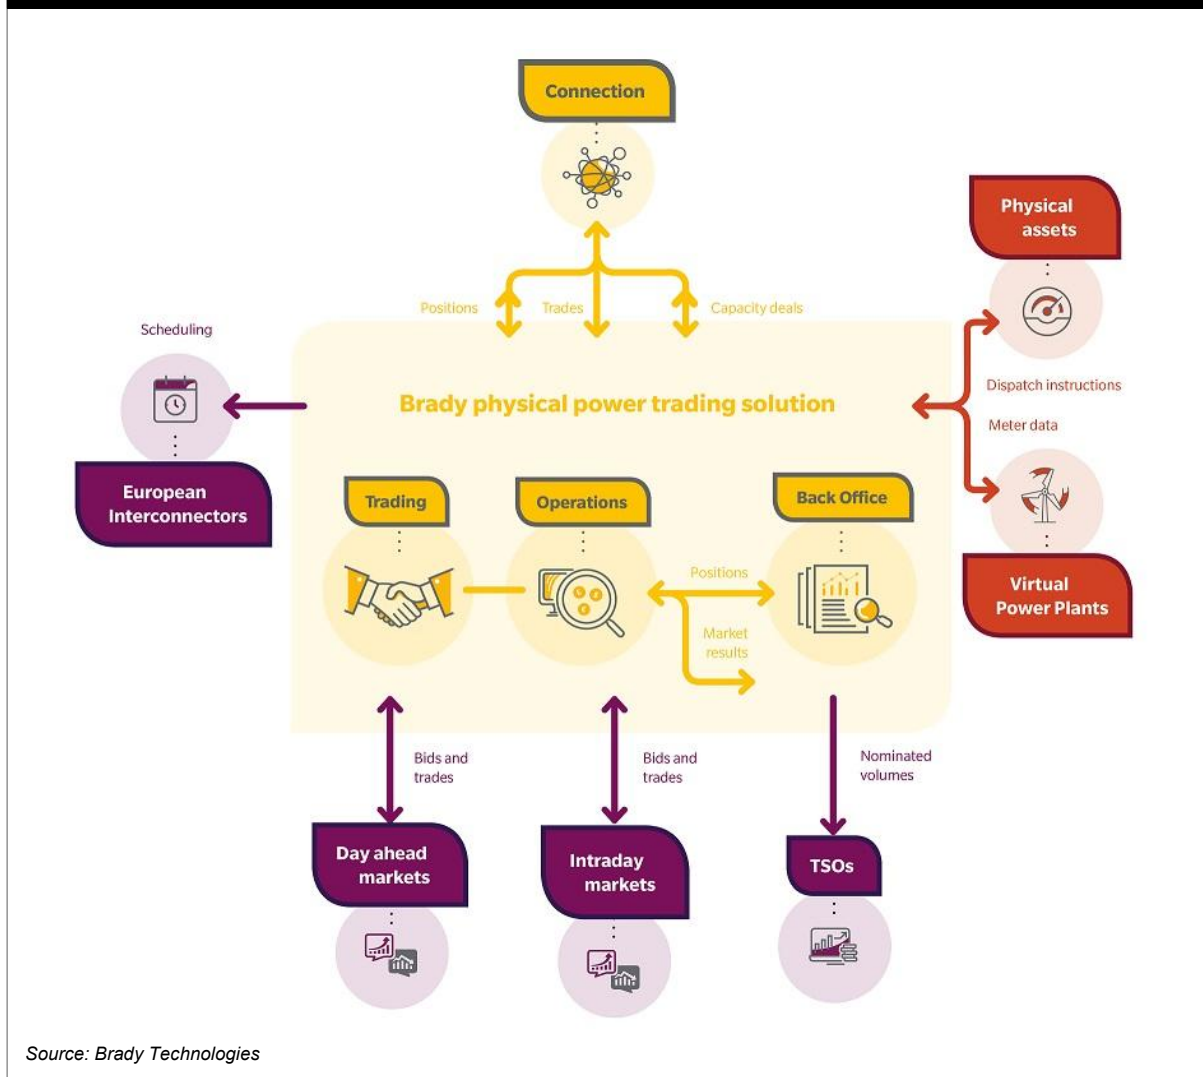 Connection
Physical
assets
Positions
Trades
Capacity deals
Scheduling
Dispatch instructions
Brady physical power trading solution
Meter data
European
Interconnectors
Trading
Operations
Back Office
Positions
Virtual
Power Plants
Market
results
Bids and
trades
Bids and
trades
Nominated
volumes
Day ahead
markets
Intraday
markets
TSOs
Source: Brady Technologies